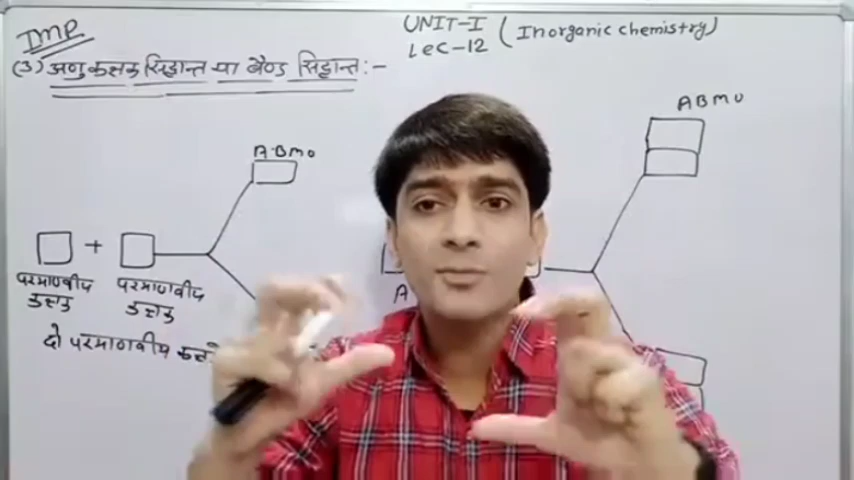 IMP
UNIT-I (Inorganic chemistry)
Lec-12
(3) अणु कक्षक सिद्धान्त या बैण्ड सिद्धान्त :-
A·BMO
ABMO
+
परमाणवीय
कक्षक
परमाणवीय
कक्षक
A
दो परमाणवीय